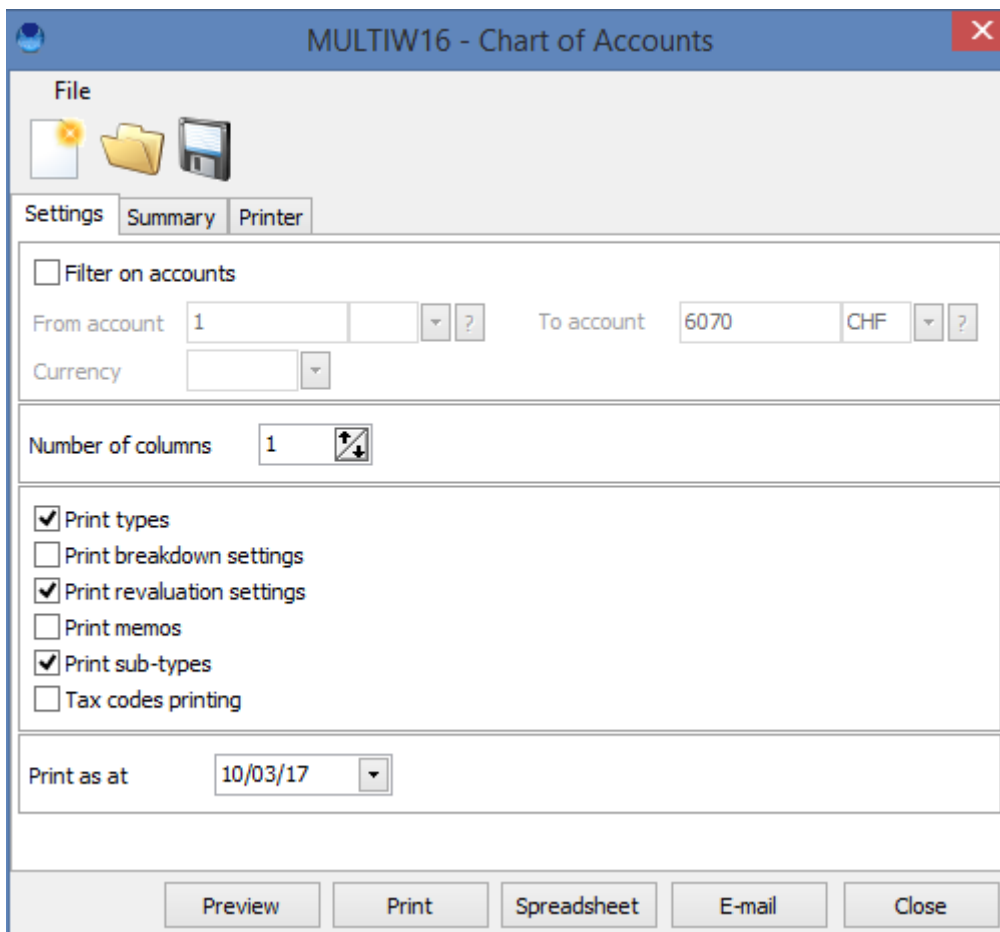 MULTIW16 - Chart of Accounts
File
Settings Summary Printer
Filter on accounts
From account 1 ? To account 6070 CHF ?
Currency
Number of columns 1
Print types
Print breakdown settings
Print revaluation settings
Print memos
Print sub-types
Tax codes printing
Print as at 10/03/17
Preview Print Spreadsheet E-mail Close